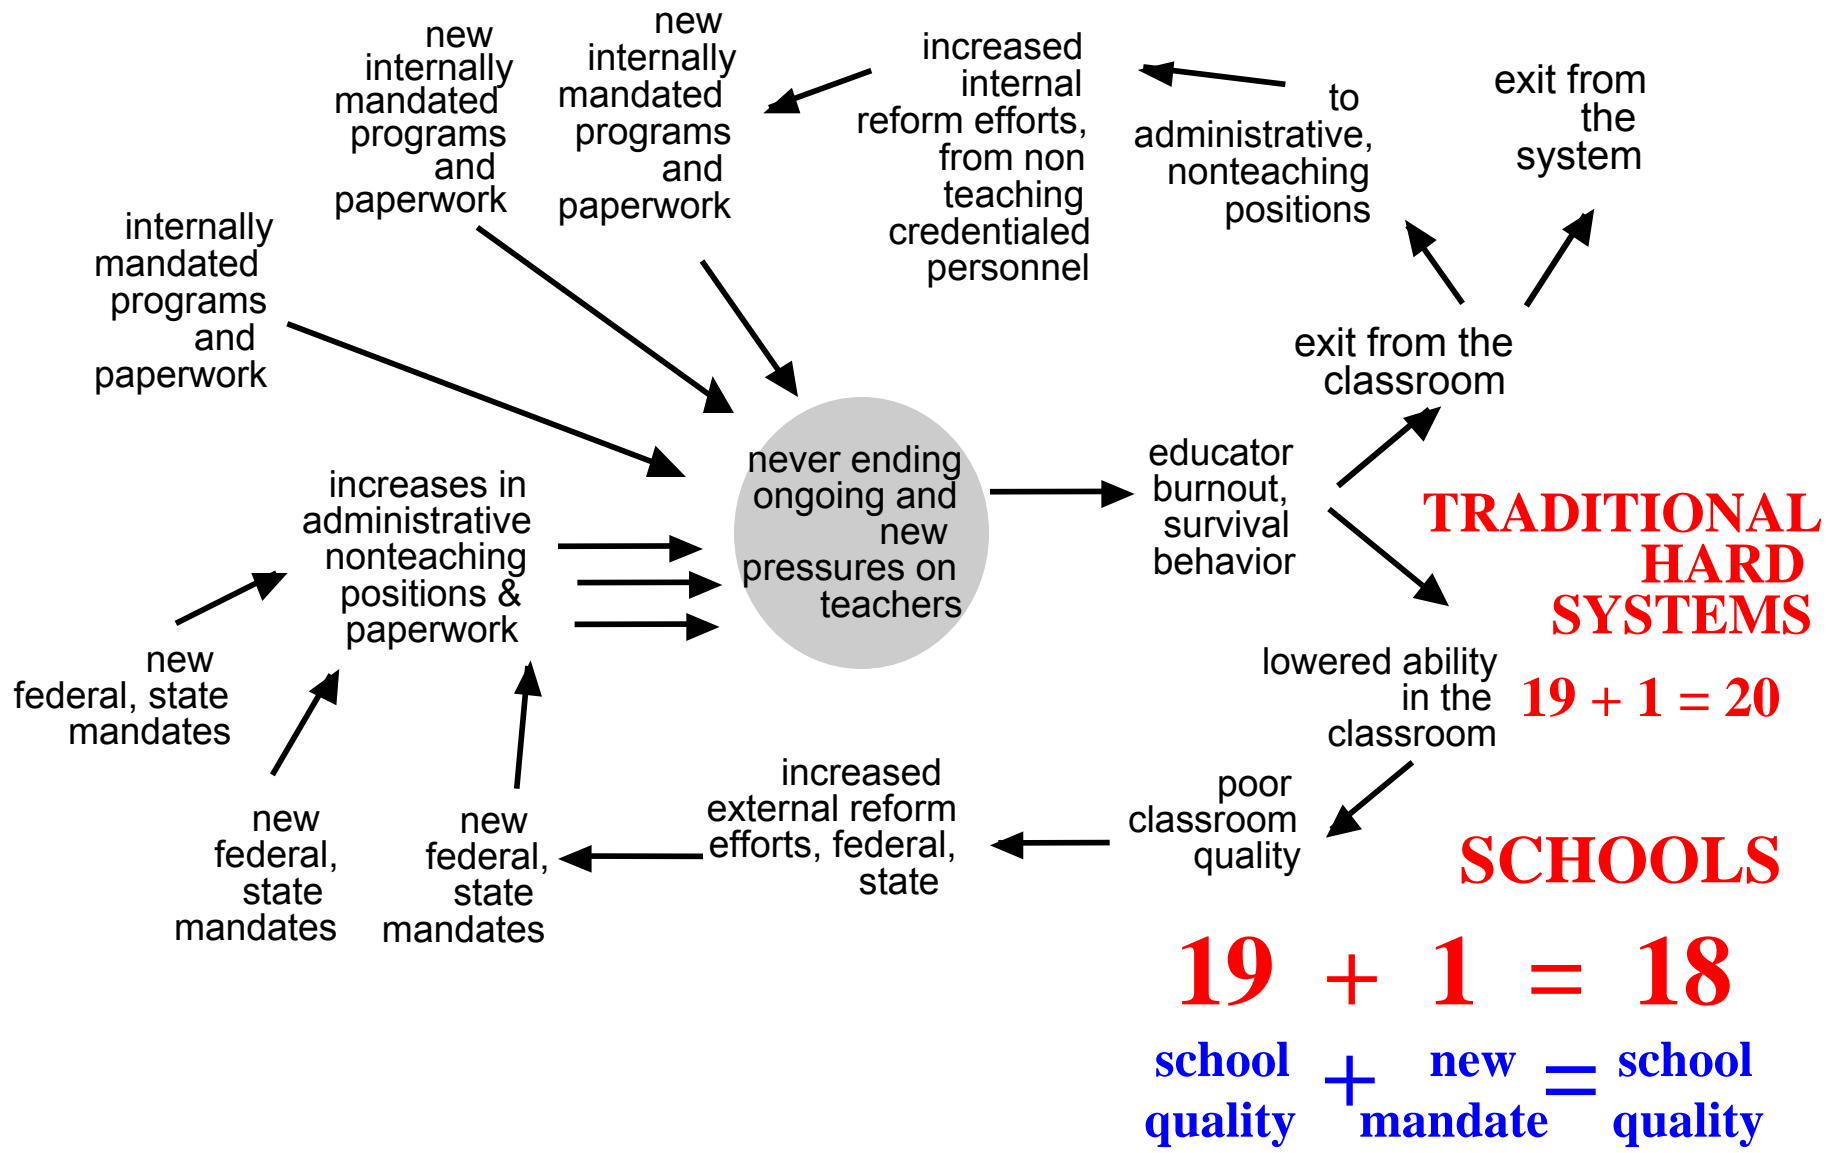 new
internally
mandated
programs
and
paperwork
new
internally
mandated
programs
and
paperwork
increased
internal
reform efforts,
from non
teaching
credentialed
personnel
to
administrative,
nonteaching
positions
exit from
the
system
internally
mandated
programs
and
paperwork
exit from the
classroom
never ending
ongoing and
new
pressures on
teachers
educator
burnout,
survival
behavior
increases in
administrative
nonteaching
positions &
paperwork
TRADITIONAL
HARD
SYSTEMS
19 + 1 = 20
new
federal, state
mandates
lowered ability
in the
classroom
new
federal,
state
mandates
new
federal,
state
mandates
increased
external reform
efforts, federal,
state
poor
classroom
quality
SCHOOLS
19 + 1 = 18
school + new = school
quality mandate quality